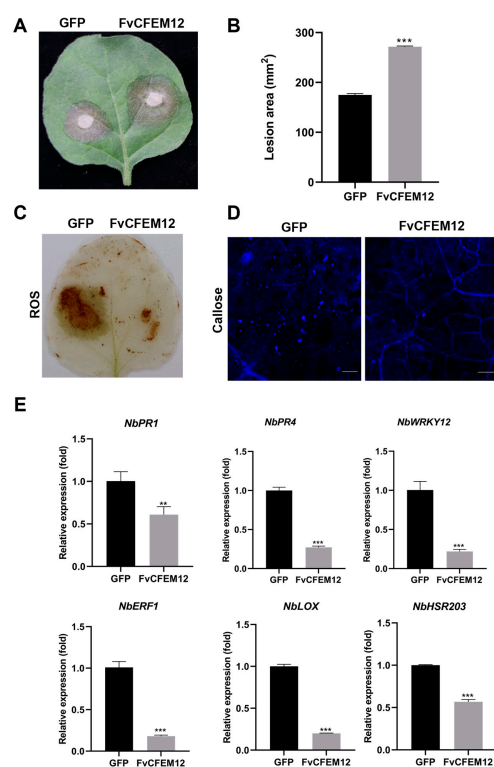 A
GFP FvCFEM12
B
Lesion area (mm²)
300
200
100
0
***
GFP FvCFEM12
C
GFP FvCFEM12
ROS
D
GFP FvCFEM12
Callose
E
NbPR1
Relative expression (fold)
1.5
1.0
0.5
0.0
**
GFP FvCFEM12
NbPR4
Relative expression (fold)
1.5
1.0
0.5
0.0
***
GFP FvCFEM12
NbWRKY12
Relative expression (fold)
1.5
1.0
0.5
0.0
***
GFP FvCFEM12
NbERF1
Relative expression (fold)
1.5
1.0
0.5
0.0
***
GFP FvCFEM12
NbLOX
Relative expression (fold)
1.5
1.0
0.5
0.0
***
GFP FvCFEM12
NbHSR203
Relative expression (fold)
1.5
1.0
0.5
0.0
***
GFP FvCFEM12